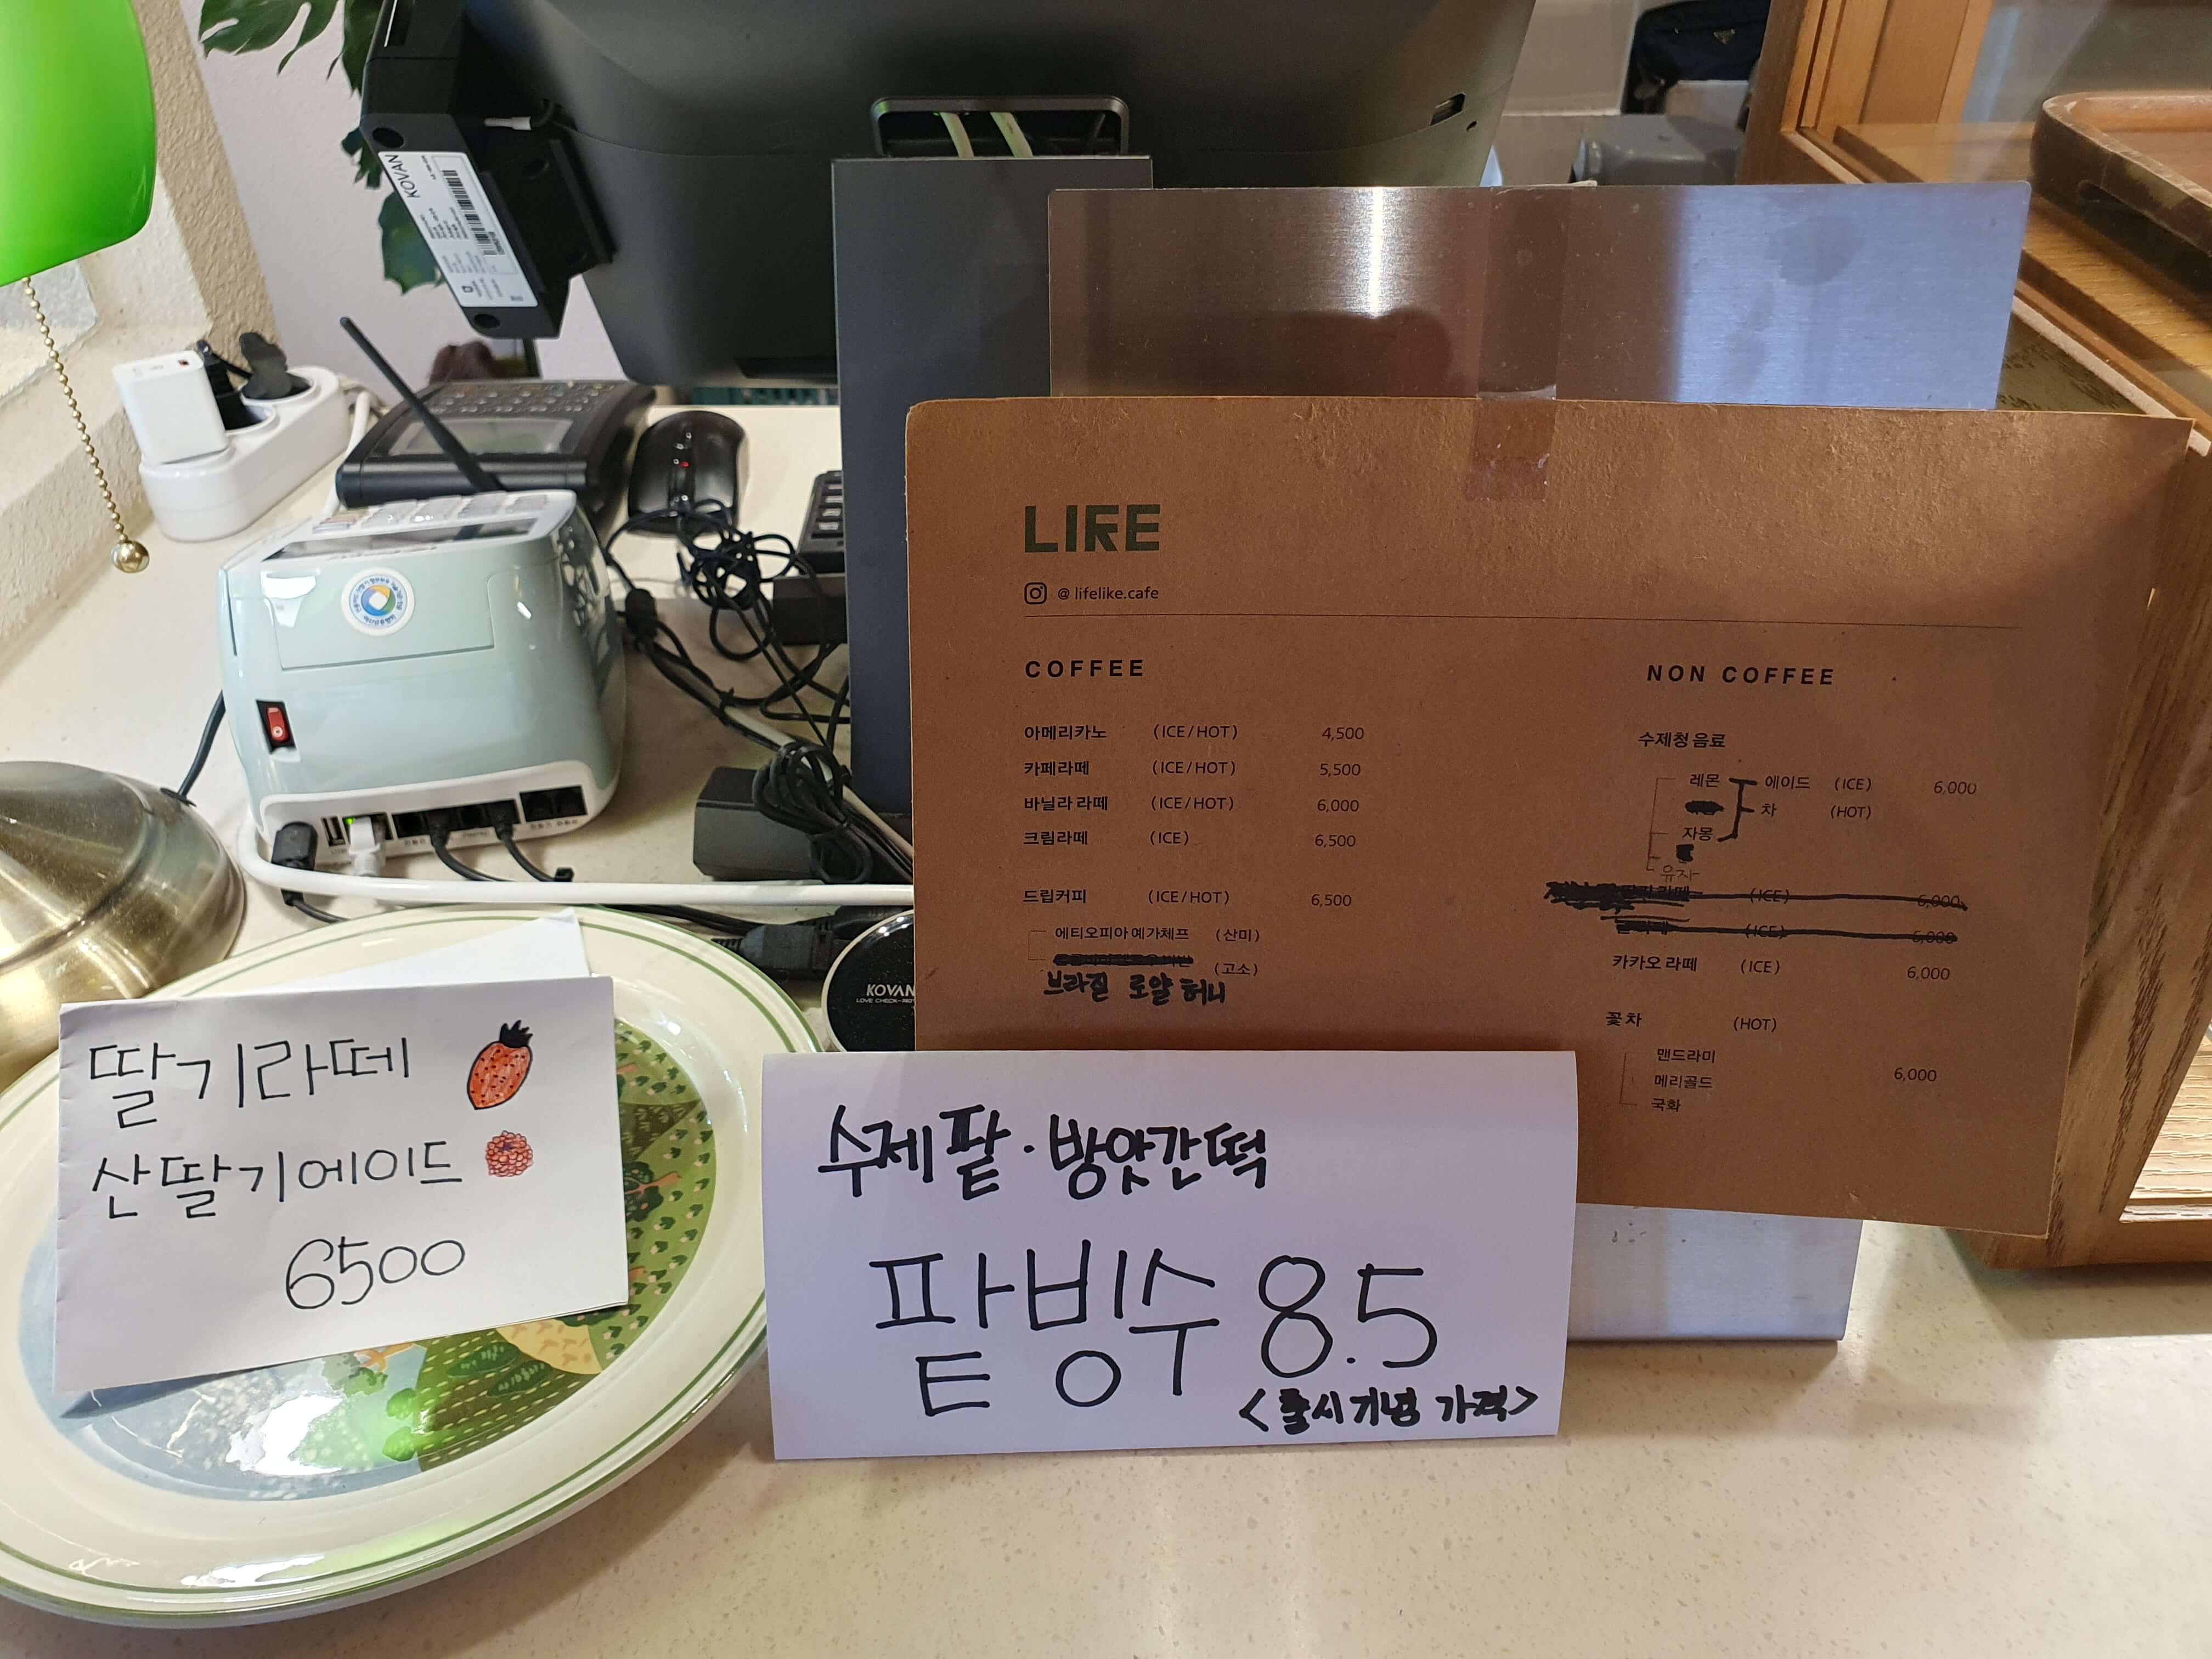 KOVAN
LIFE
@ lifelike.cafe
COFFEE
아메리카노 (ICE/HOT) 4,500
카페라떼 (ICE/HOT) 5,500
바닐라 라떼 (ICE/HOT) 6,000
크림라떼 (ICE) 6,500
드립커피 (ICE/HOT) 6,500
에티오피아 예가체프 (산미)
(고소)
브라질 로얄 허니
NON COFFEE
수제청 음료
레몬 에이드 (ICE) 6,000
차 (HOT)
자몽
유자
라떼 (ICE) 6,000
(ICE) 6,000
카카오 라떼 (ICE) 6,000
꽃차 (HOT)
맨드라미
메리골드 6,000
국화
KOVAN
딸기라떼
산딸기에이드
6500
수제팥·방앗간떡
팥빙수 8.5
<출시기념 가격>